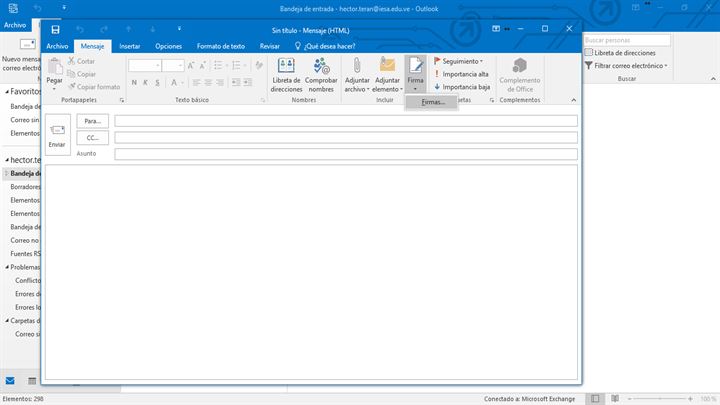 Bandeja de entrada - hector.teran@iesa.edu.ve - Outlook
Archivo
Nuevo mensaje
correo electró
Favoritos
Bandeja de
Correo sin
Elementos
hector.te
Bandeja de
Borradores
Elementos
Elementos
Bandeja de
Correo no
Fuentes RS
Problemas
Conflicto
Errores de
Errores lo
Carpetas d
Correo si
Sin título - Mensaje (HTML)
Archivo Mensaje Insertar Opciones Formato de texto Revisar ¿Qué desea hacer?
Pegar
Cortar
Copiar
Copiar formato
Portapapeles
N K S
Texto básico
Libreta de
direcciones
Comprobar
nombres
Nombres
Adjuntar
archivo
Adjuntar
elemento
Firma
Incluir
Firmas...
Seguimiento
Importancia alta
Importancia baja
quetas
Complemento
de Office
Complementos
Enviar
Para...
CC...
Asunto
Buscar personas
Libreta de direcciones
Filtrar correo electrónico
Buscar
Elementos: 298
Conectado a: Microsoft Exchange
100 %